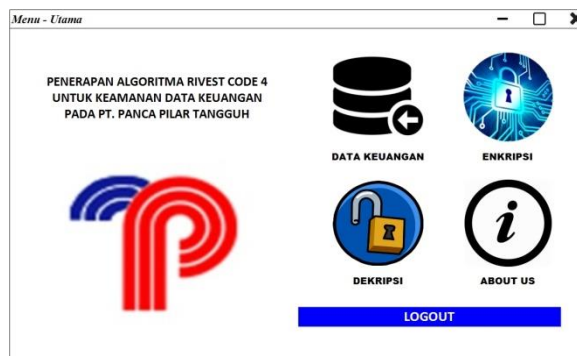 Menu - Utama
PENERAPAN ALGORITMA RIVEST CODE 4
UNTUK KEAMANAN DATA KEUANGAN
PADA PT. PANCA PILAR TANGGUH
DATA KEUANGAN
ENKRIPSI
DEKRIPSI
ABOUT US
LOGOUT